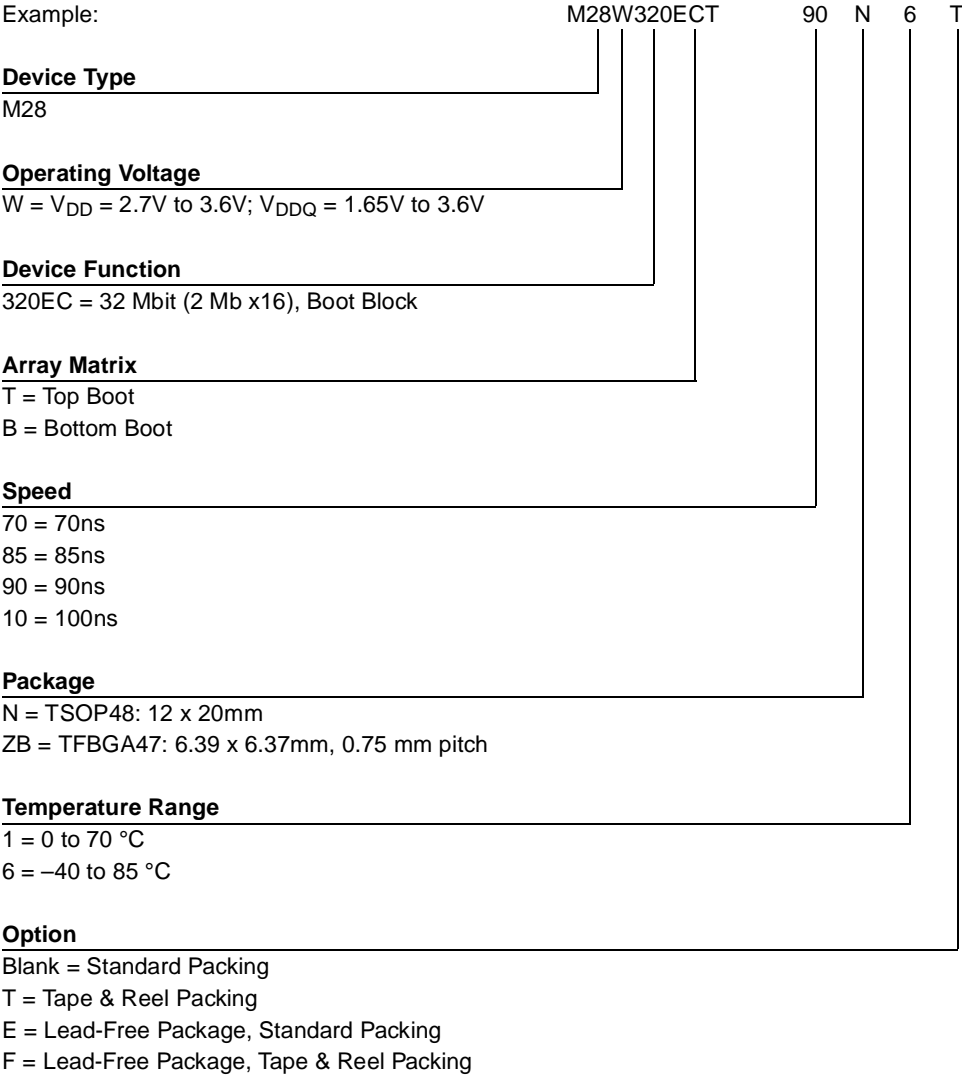 Example: M28W320ECT 90 N 6 T
Device Type
M28
Operating Voltage
W = VDD = 2.7V to 3.6V; VDDQ = 1.65V to 3.6V
Device Function
320EC = 32 Mbit (2 Mb x16), Boot Block
Array Matrix
T = Top Boot
B = Bottom Boot
Speed
70 = 70ns
85 = 85ns
90 = 90ns
10 = 100ns
Package
N = TSOP48: 12 x 20mm
ZB = TFBGA47: 6.39 x 6.37mm, 0.75 mm pitch
Temperature Range
1 = 0 to 70 °C
6 = –40 to 85 °C
Option
Blank = Standard Packing
T = Tape & Reel Packing
E = Lead-Free Package, Standard Packing
F = Lead-Free Package, Tape & Reel Packing